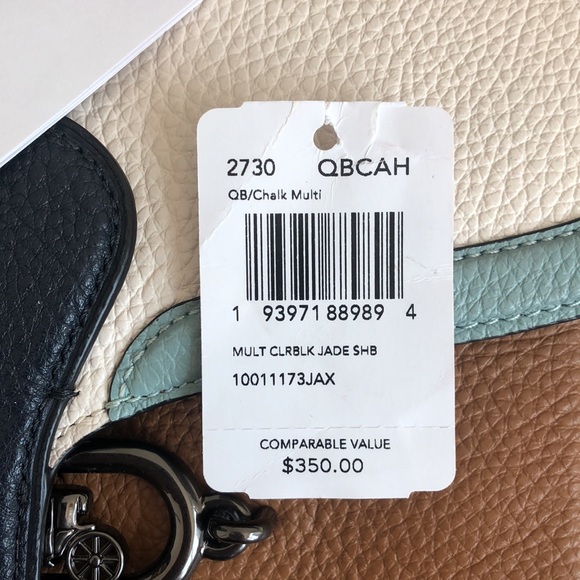 2730 QBCAH
QB/Chalk Multi
1 93971 88989 4
MULT CLRBLK JADE SHB
10011173JAX
COMPARABLE VALUE
$350.00